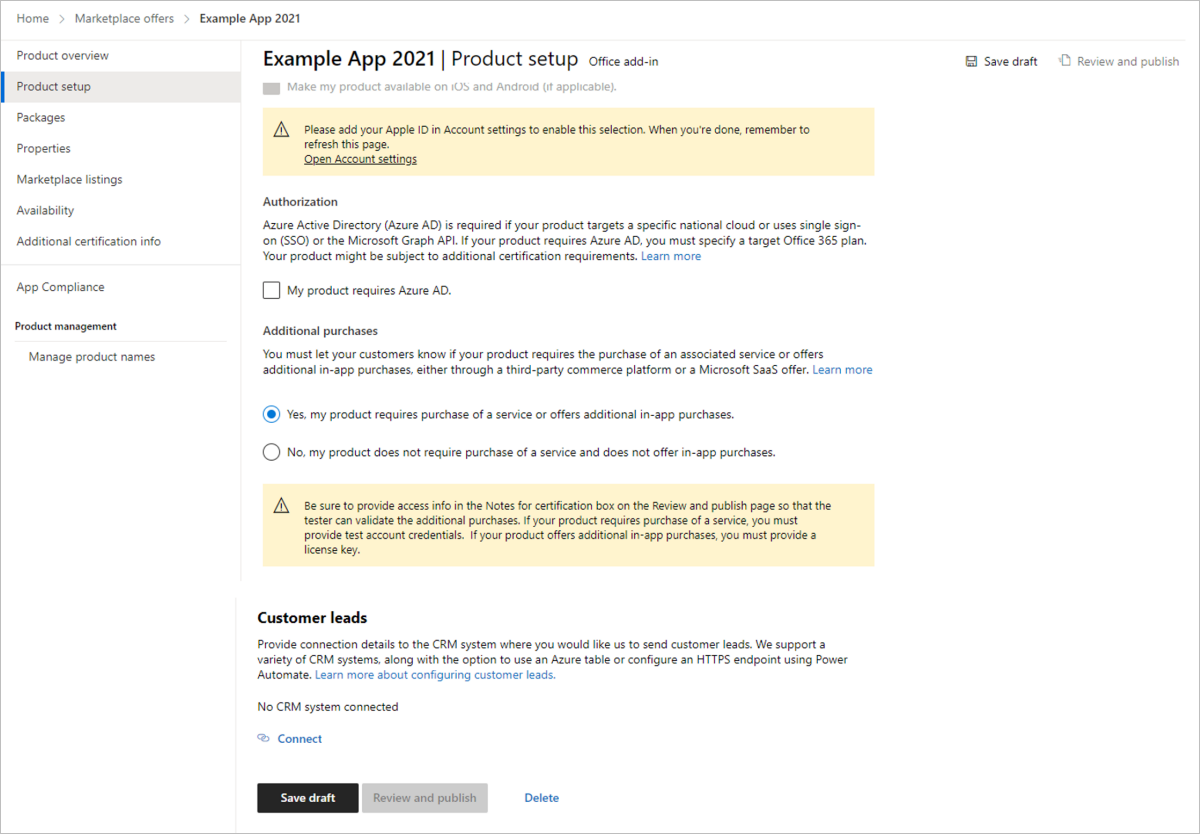 Home > Marketplace offers > Example App 2021
Product overview
Product setup
Packages
Properties
Marketplace listings
Availability
Additional certification info
App Compliance
Product management
Manage product names
Example App 2021 | Product setup Office add-in
Save draft
Review and publish
Make my product available on iOS and Android (if applicable).
Please add your Apple ID in Account settings to enable this selection. When you're done, remember to
refresh this page.
Open Account settings
Authorization
Azure Active Directory (Azure AD) is required if your product targets a specific national cloud or uses single sign-
on (SSO) or the Microsoft Graph API. If your product requires Azure AD, you must specify a target Office 365 plan.
Your product might be subject to additional certification requirements. Learn more
My product requires Azure AD.
Additional purchases
You must let your customers know if your product requires the purchase of an associated service or offers
additional in-app purchases, either through a third-party commerce platform or a Microsoft SaaS offer. Learn more
Yes, my product requires purchase of a service or offers additional in-app purchases.
No, my product does not require purchase of a service and does not offer in-app purchases.
Be sure to provide access info in the Notes for certification box on the Review and publish page so that the
tester can validate the additional purchases. If your product requires purchase of a service, you must
provide test account credentials. If your product offers additional in-app purchases, you must provide a
license key.
Customer leads
Provide connection details to the CRM system where you would like us to send customer leads. We support a
variety of CRM systems, along with the option to use an Azure table or configure an HTTPS endpoint using Power
Automate. Learn more about configuring customer leads.
No CRM system connected
Connect
Save draft
Review and publish
Delete